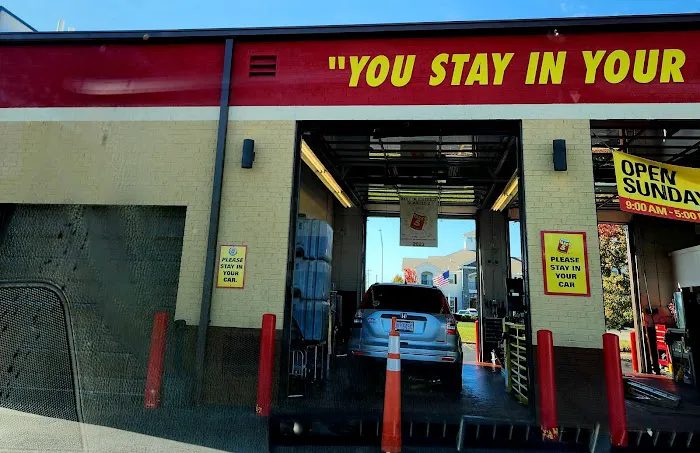 "YOU STAY IN YOUR
OPEN
SUNDAY
9:00 AM - 5:00
PLEASE
STAY IN
YOUR
CAR.
PLEASE
STAY IN
YOUR
CAR